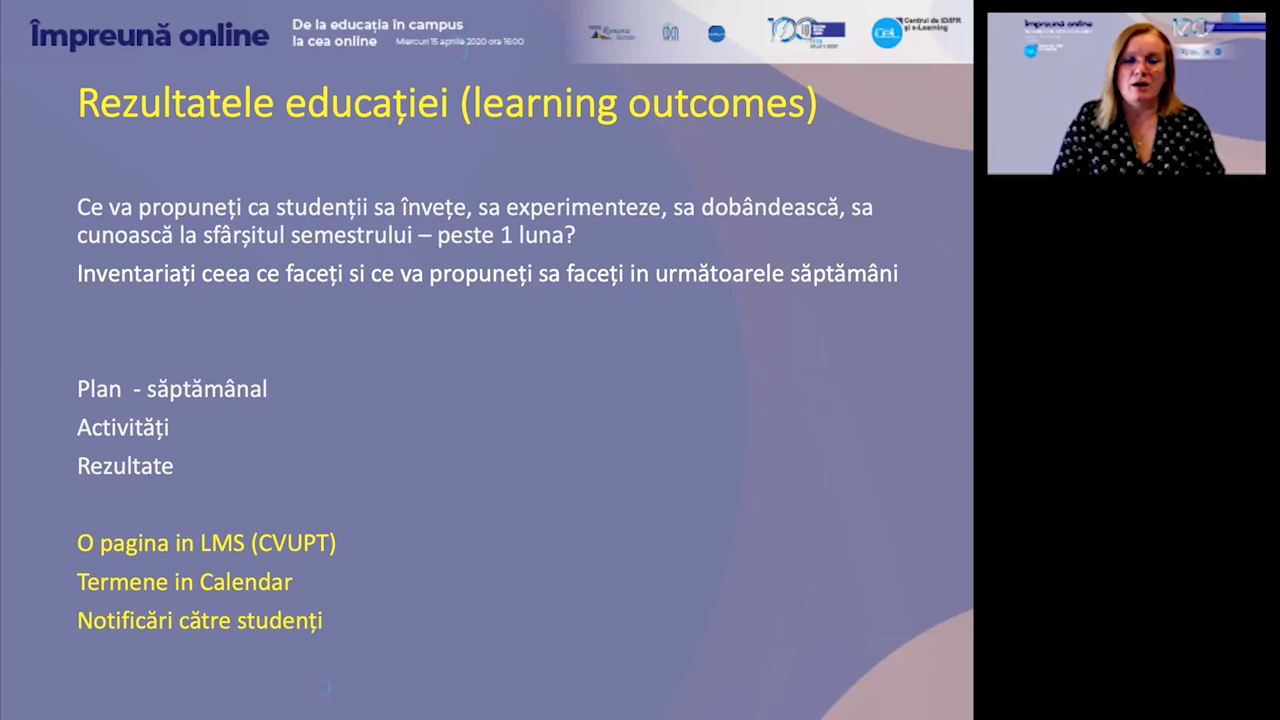 Împreună online
De la educația în campus
la cea online
Miercuri 15 aprilie 2020 ora 16:00
Centrul de ID/IFR
și e-Learning
Rezultatele educației (learning outcomes)
Ce va propuneți ca studenții sa învețe, sa experimenteze, sa dobândească, sa
cunoască la sfârșitul semestrului – peste 1 luna?
Inventariați ceea ce faceți si ce va propuneți sa faceți in următoarele săptămâni
Plan - săptămânal
Activități
Rezultate
O pagina in LMS (CVUPT)
Termene in Calendar
Notificări către studenți
împreună online